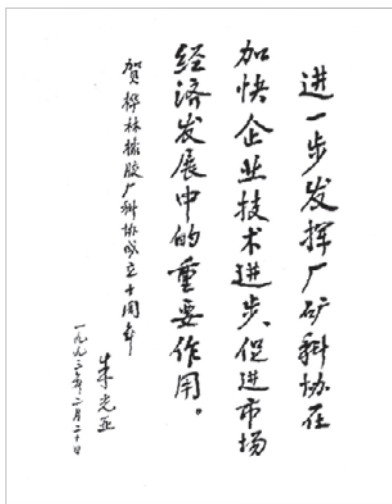 进一步发挥厂矿科协在
加快企业技术进步、促进市场
经济发展中的重要作用。
贺桦林橡胶厂科协成立十周年
朱光亚
一九九三年二月二十日